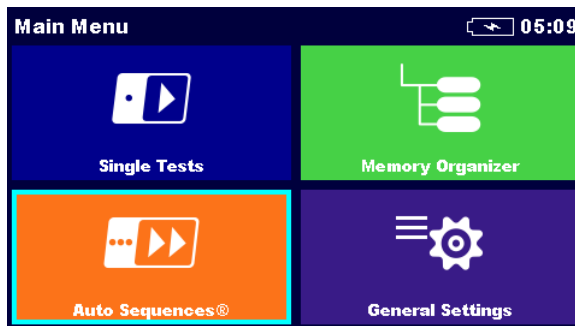 Main Menu 05:09
Single Tests Memory Organizer
Auto Sequences® General Settings